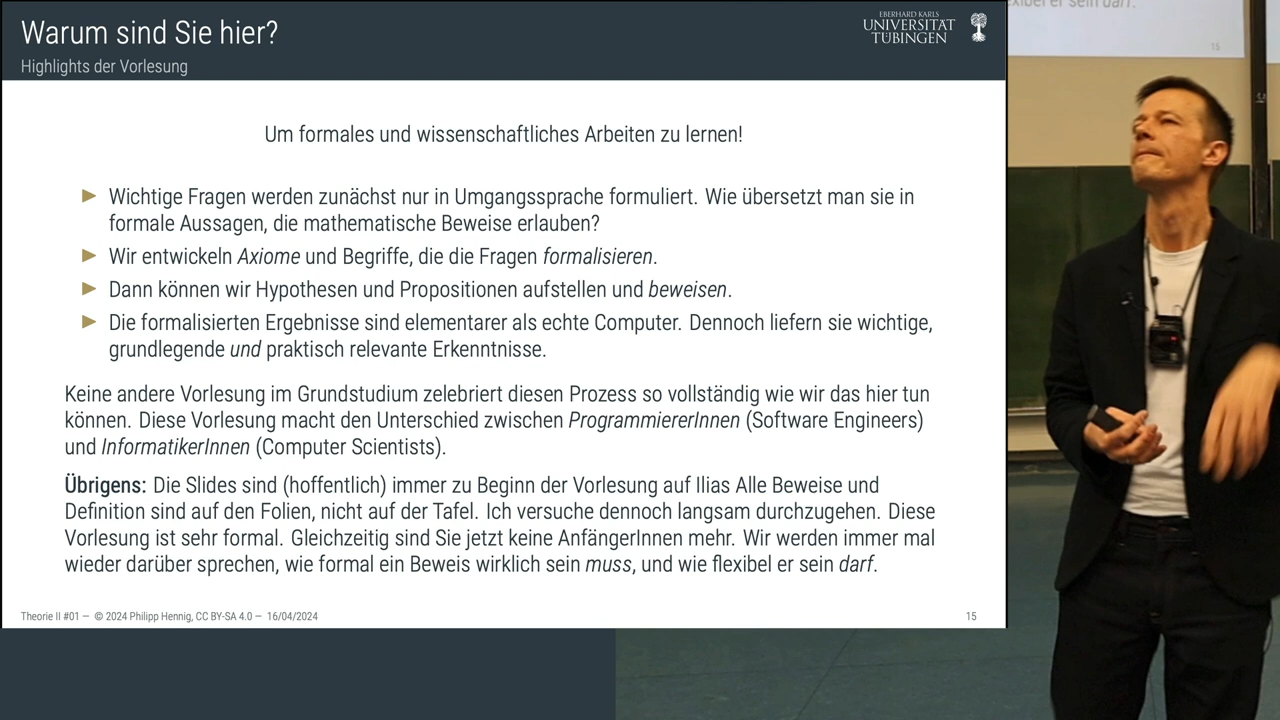 Warum sind Sie hier?
Highlights der Vorlesung
EBERHARD KARLS
UNIVERSITÄT
TÜBINGEN
Um formales und wissenschaftliches Arbeiten zu lernen!
Wichtige Fragen werden zunächst nur in Umgangssprache formuliert. Wie übersetzt man sie in
formale Aussagen, die mathematische Beweise erlauben?
Wir entwickeln Axiome und Begriffe, die die Fragen formalisieren.
Dann können wir Hypothesen und Propositionen aufstellen und beweisen.
Die formalisierten Ergebnisse sind elementarer als echte Computer. Dennoch liefern sie wichtige,
grundlegende und praktisch relevante Erkenntnisse.
Keine andere Vorlesung im Grundstudium zelebriert diesen Prozess so vollständig wie wir das hier tun
können. Diese Vorlesung macht den Unterschied zwischen ProgrammiererInnen (Software Engineers)
und InformatikerInnen (Computer Scientists).
Übrigens: Die Slides sind (hoffentlich) immer zu Beginn der Vorlesung auf Ilias Alle Beweise und
Definition sind auf den Folien, nicht auf der Tafel. Ich versuche dennoch langsam durchzugehen. Diese
Vorlesung ist sehr formal. Gleichzeitig sind Sie jetzt keine AnfängerInnen mehr. Wir werden immer mal
wieder darüber sprechen, wie formal ein Beweis wirklich sein muss, und wie flexibel er sein darf.
Theorie II #01 — © 2024 Philipp Hennig, CC BY-SA 4.0 — 16/04/2024
15
er sein darf.
15